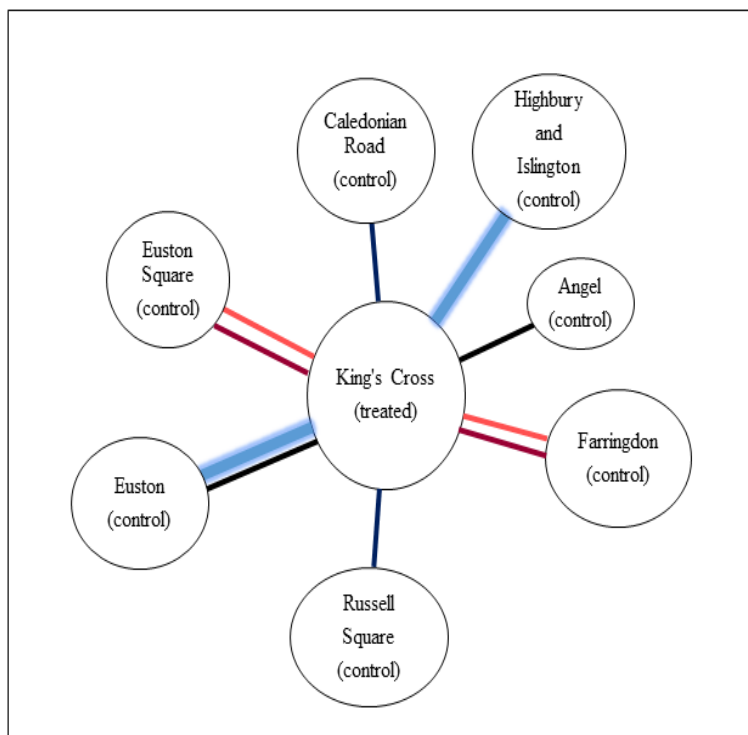 Caledonian
Road
(control)
Highbury
and
Islington
(control)
Euston
Square
(control)
Angel
(control)
King's Cross
(treated)
Farringdon
(control)
Euston
(control)
Russell
Square
(control)